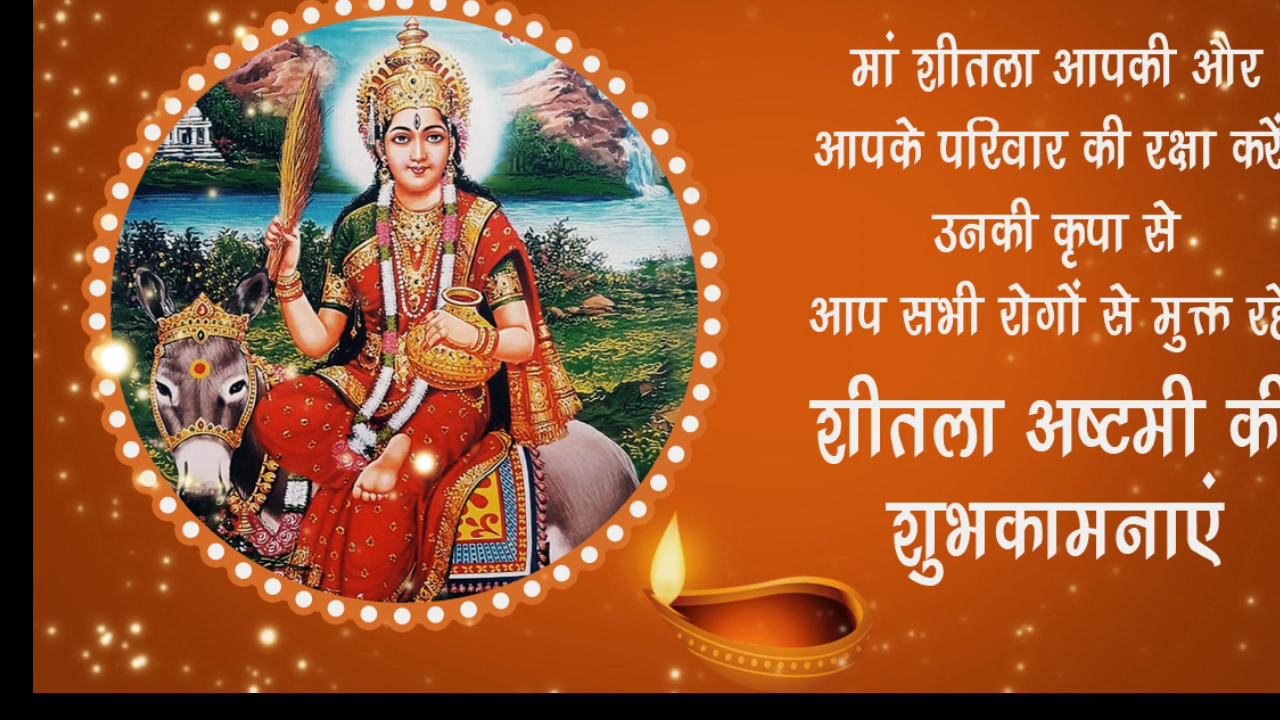 मां शीतला आपकी और
आपके परिवार की रक्षा करें
उनकी कृपा से
आप सभी रोगों से मुक्त रहे
शीतला अष्टमी की
शुभकामनाएं